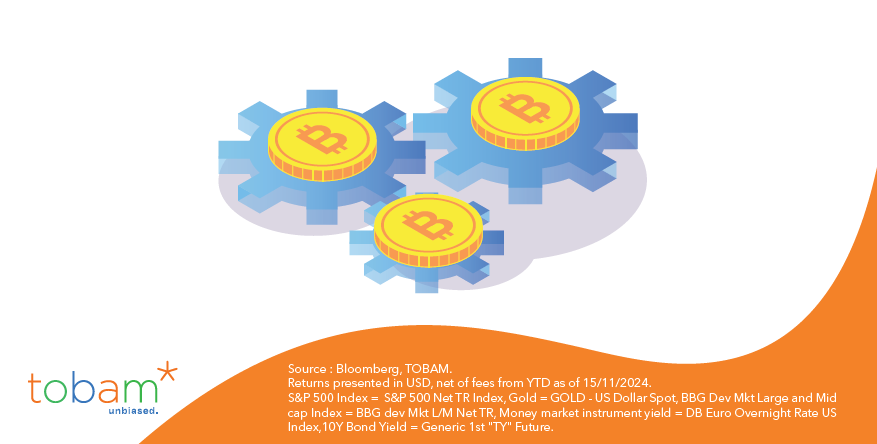 tobam*
unbiased.
Source : Bloomberg, TOBAM.
Returns presented in USD, net of fees from YTD as of 15/11/2024.
S&P 500 Index = S&P 500 Net TR Index, Gold = GOLD - US Dollar Spot, BBG Dev Mkt Large and Mid
cap Index = BBG dev Mkt L/M Net TR, Money market instrument yield = DB Euro Overnight Rate US
Index,10Y Bond Yield = Generic 1st "TY" Future.